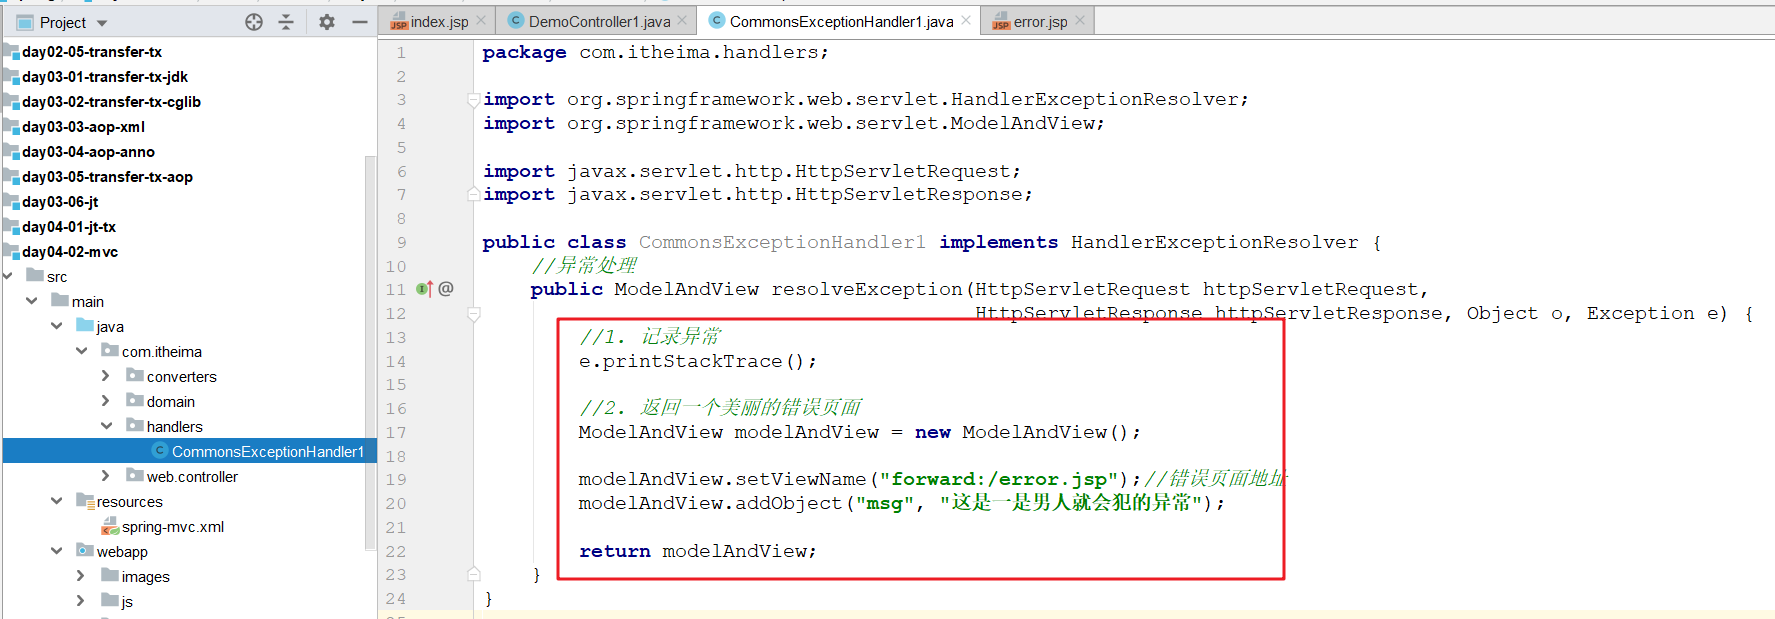 Project
index.jsp
DemoController1.java
CommonsExceptionHandler1.java
error.jsp
day02-05-transfer-tx
day03-01-transfer-tx-jdk
day03-02-transfer-tx-cglib
day03-03-aop-xml
day03-04-aop-anno
day03-05-transfer-tx-aop
day03-06-jt
day04-01-jt-tx
day04-02-mvc
src
main
java
com.itheima
converters
domain
handlers
CommonsExceptionHandler1
web.controller
resources
spring-mvc.xml
webapp
images
js
1 package com.itheima.handlers;
2
3 import org.springframework.web.servlet.HandlerExceptionResolver;
4 import org.springframework.web.servlet.ModelAndView;
5
6 import javax.servlet.http.HttpServletRequest;
7 import javax.servlet.http.HttpServletResponse;
8
9 public class CommonsExceptionHandler1 implements HandlerExceptionResolver {
10 //异常处理
11 public ModelAndView resolveException(HttpServletRequest httpServletRequest,
12 HttpServletResponse httpServletResponse, Object o, Exception e) {
13 //1. 记录异常
14 e.printStackTrace();
15
16 //2. 返回一个美丽的错误页面
17 ModelAndView modelAndView = new ModelAndView();
18
19 modelAndView.setViewName("forward:/error.jsp");//错误页面地址
20 modelAndView.addObject("msg", "这是一是男人就会犯的异常");
21
22 return modelAndView;
23 }
24 }